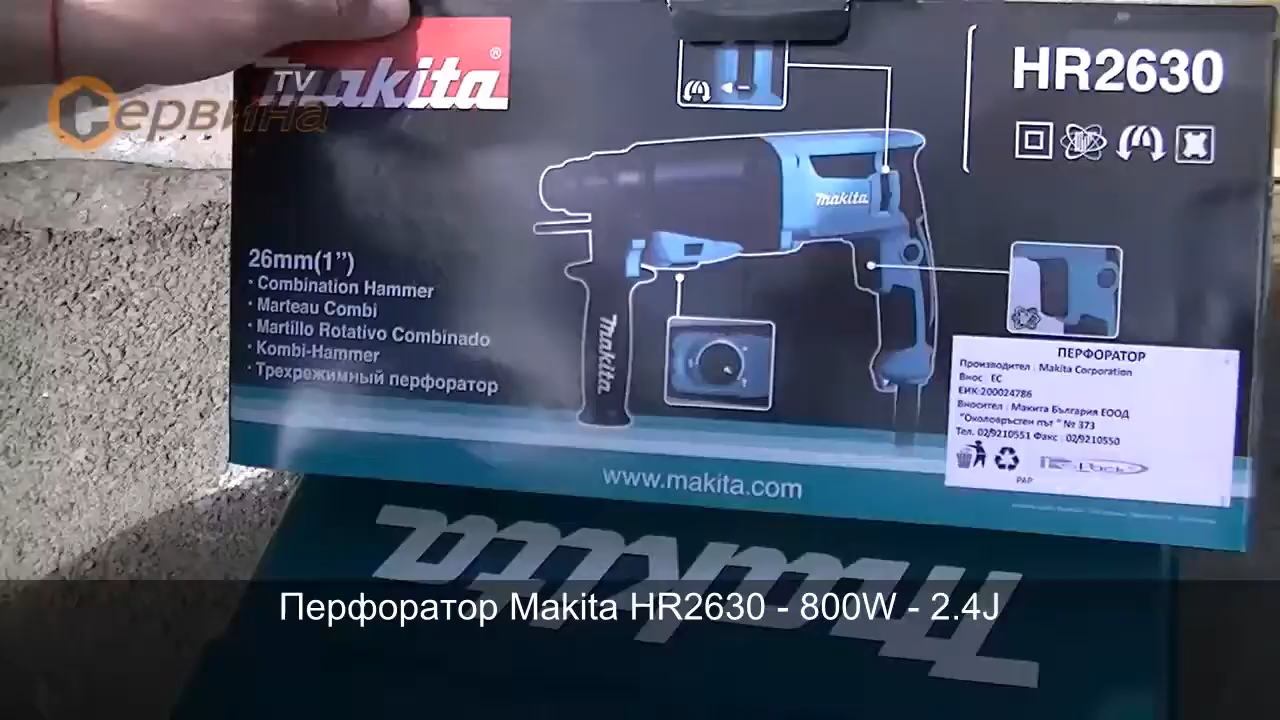 TV
Сервина
makita®
HR2630
makita
makita
26mm(1")
· Combination Hammer
· Marteau Combi
· Martillo Rotativo Combinado
· Kombi-Hammer
· Трехрежимный перфоратор
ПЕРФОРАТОР
Производител : Makita Corporation
Внос : ЕС
ЕИК:200024786
Вносител : Макита България ЕООД
"Околовръстен път " № 373
Тел. 02/9210551 Факс : 02/9210550
PAP
www.makita.com
makita
Перфоратор Makita HR2630 - 800W - 2.4J